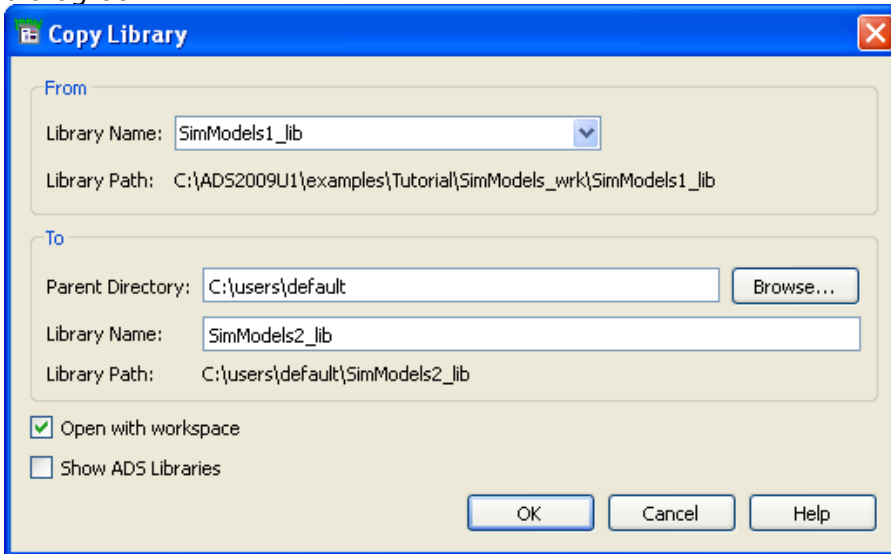 Copy Library
From
Library Name: SimModels1_lib
Library Path: C:\ADS2009U1\examples\Tutorial\SimModels_wrk\SimModels1_lib
To
Parent Directory: C:\users\default Browse...
Library Name: SimModels2_lib
Library Path: C:\users\default\SimModels2_lib
Open with workspace
Show ADS Libraries
OK Cancel Help